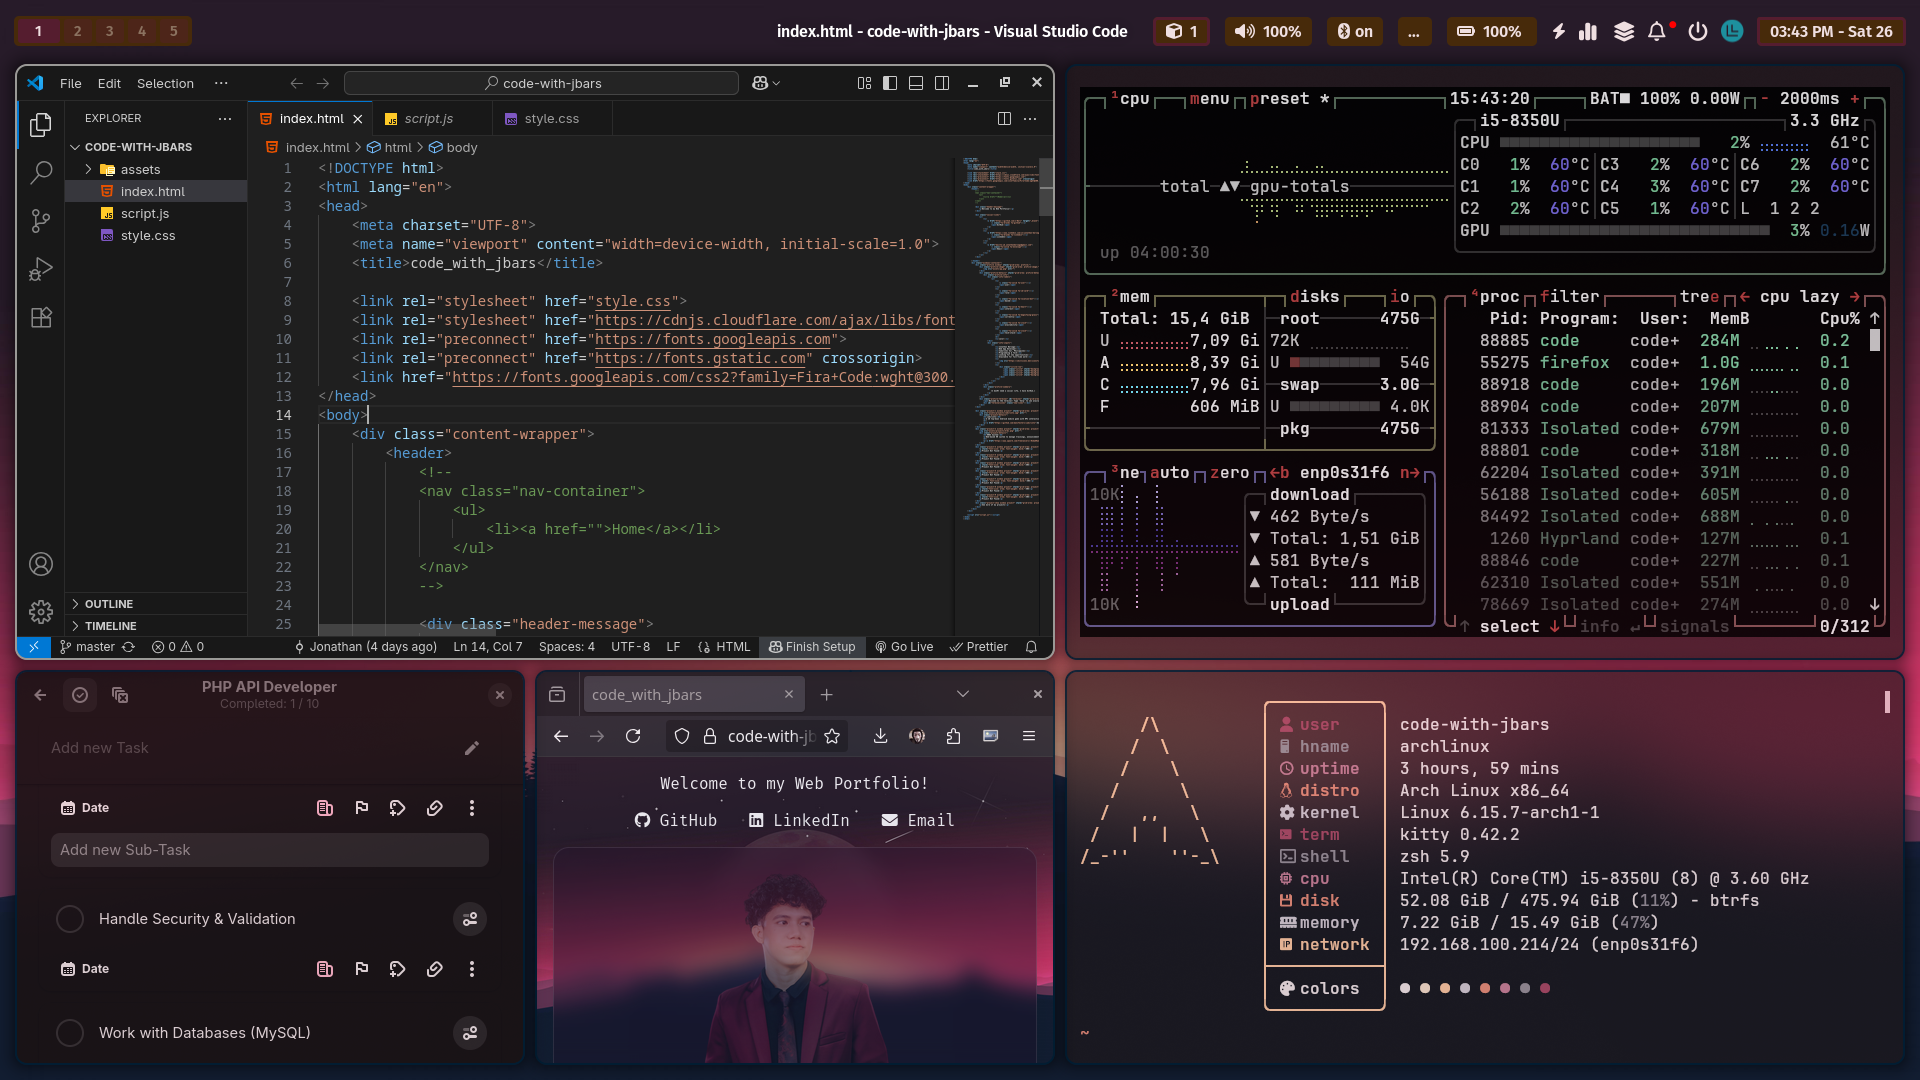 1 2 3 4 5
index.html - code-with-jbars - Visual Studio Code
1
100%
on
...
100%
03:43 PM - Sat 26
File Edit Selection ···
code-with-jbars
EXPLORER
CODE-WITH-JBARS
assets
index.html
script.js
style.css
OUTLINE
TIMELINE
index.html script.js style.css
index.html > html > body
1 <!DOCTYPE html>
2 <html lang="en">
3 <head>
4 <meta charset="UTF-8">
5 <meta name="viewport" content="width=device-width, initial-scale=1.0">
6 <title>code_with_jbars</title>
7
8 <link rel="stylesheet" href="style.css">
9 <link rel="stylesheet" href="https://cdnjs.cloudflare.com/ajax/libs/font
10 <link rel="preconnect" href="https://fonts.googleapis.com">
11 <link rel="preconnect" href="https://fonts.gstatic.com" crossorigin>
12 <link href="https://fonts.googleapis.com/css2?family=Fira+Code:wght@300.
13 </head>
14 <body>
15 <div class="content-wrapper">
16 <header>
17 <!--
18 <nav class="nav-container">
19 <ul>
20 <li><a href="">Home</a></li>
21 </ul>
22 </nav>
23 -->
24
25 <div class="header-message">
master 0 0 Jonathan (4 days ago) Ln 14, Col 7 Spaces: 4 UTF-8 LF HTML Finish Setup Go Live Prettier
1cpu menu preset * 15:43:20 BAT■ 100% 0.00W - 2000ms +
i5-8350U 3.3 GHz
CPU 2% 61°C
C0 1% 60°C C3 2% 60°C C6 2% 60°C
C1 1% 60°C C4 3% 60°C C7 2% 60°C
C2 2% 60°C C5 1% 60°C L 1 2 2
GPU 3% 0.16W
total ▲▼ gpu-totals
up 04:00:30
2mem
Total: 15,4 GiB
U 7,09 Gi
A 8,39 Gi
C 7,96 Gi
F 606 MiB
disks io
root 475G
72K
U 54G
swap 3.0G
U 4.0K
pkg 475G
3ne auto zero ←b enp0s31f6 n→
10K
10K
download
▼ 462 Byte/s
▼ Total: 1,51 GiB
▲ 581 Byte/s
▲ Total: 111 MiB
upload
4proc filter tree ← cpu lazy →
Pid: Program: User: MemB Cpu% ↑
88885 code code+ 284M 0.2
55275 firefox code+ 1.0G 0.1
88918 code code+ 196M 0.0
88904 code code+ 207M 0.0
81333 Isolated code+ 679M 0.0
88801 code code+ 318M 0.0
62204 Isolated code+ 391M 0.0
56188 Isolated code+ 605M 0.0
84492 Isolated code+ 688M 0.0
1260 Hyprland code+ 127M 0.1
88846 code code+ 227M 0.0
62310 Isolated code+ 551M 0.0
78669 Isolated code+ 274M 0.0 ↓
↑ select ↓ info ↵ signals 0/312
PHP API Developer
Completed: 1 / 10
Add new Task
Date
Add new Sub-Task
Handle Security & Validation
Date
Work with Databases (MySQL)
code_with_jbars
code-with-jb
Welcome to my Web Portfolio!
GitHub LinkedIn Email
user code-with-jbars
hname archlinux
uptime 3 hours, 59 mins
distro Arch Linux x86_64
kernel Linux 6.15.7-arch1-1
term kitty 0.42.2
shell zsh 5.9
cpu Intel(R) Core(TM) i5-8350U (8) @ 3.60 GHz
disk 52.08 GiB / 475.94 GiB (11%) - btrfs
memory 7.22 GiB / 15.49 GiB (47%)
network 192.168.100.214/24 (enp0s31f6)
colors
~